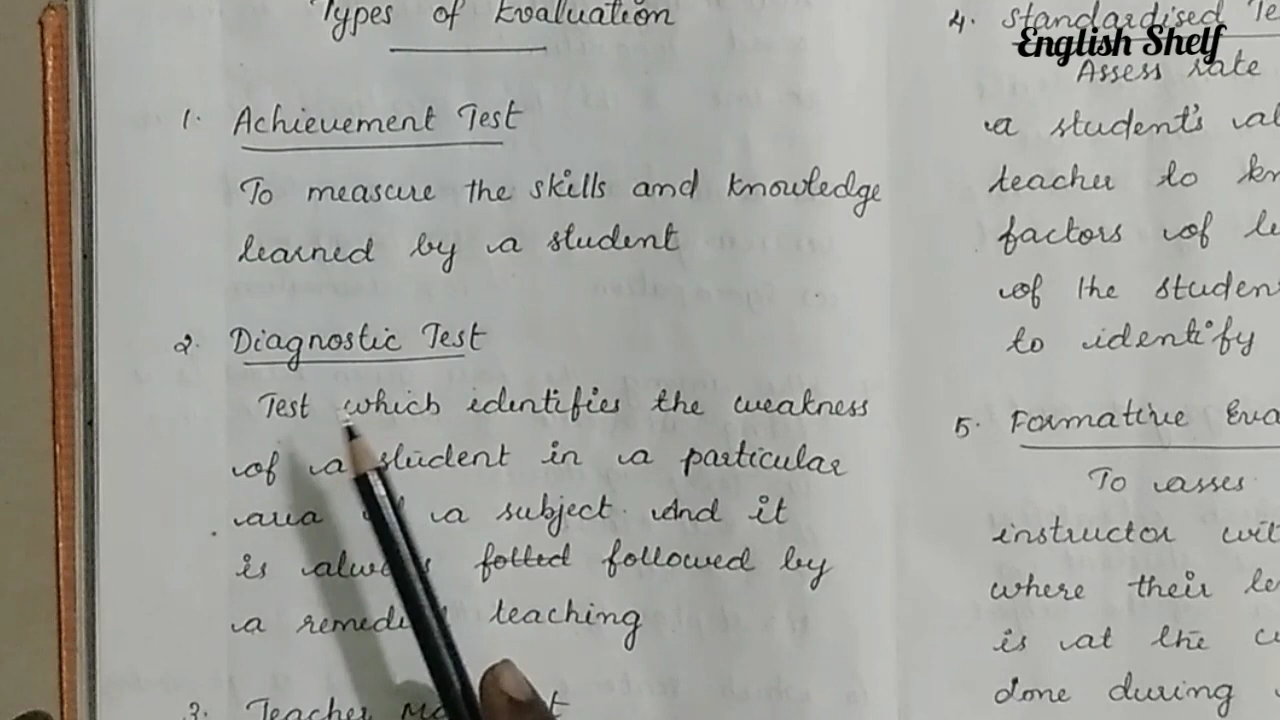 Types of Evaluation
1. Achievement Test
To measure the skills and knowledge
learned by a student
2. Diagnostic Test
Test which identifies the weakness
of a student in a particular
area a subject. And it
is always followed by
a teaching
3. Teacher
4. Standardised
English Shelf
Assess rate
a student's
teacher to
factors of
of the
to identify
5. Formative
To asses
instructor
where their
is at the
done during